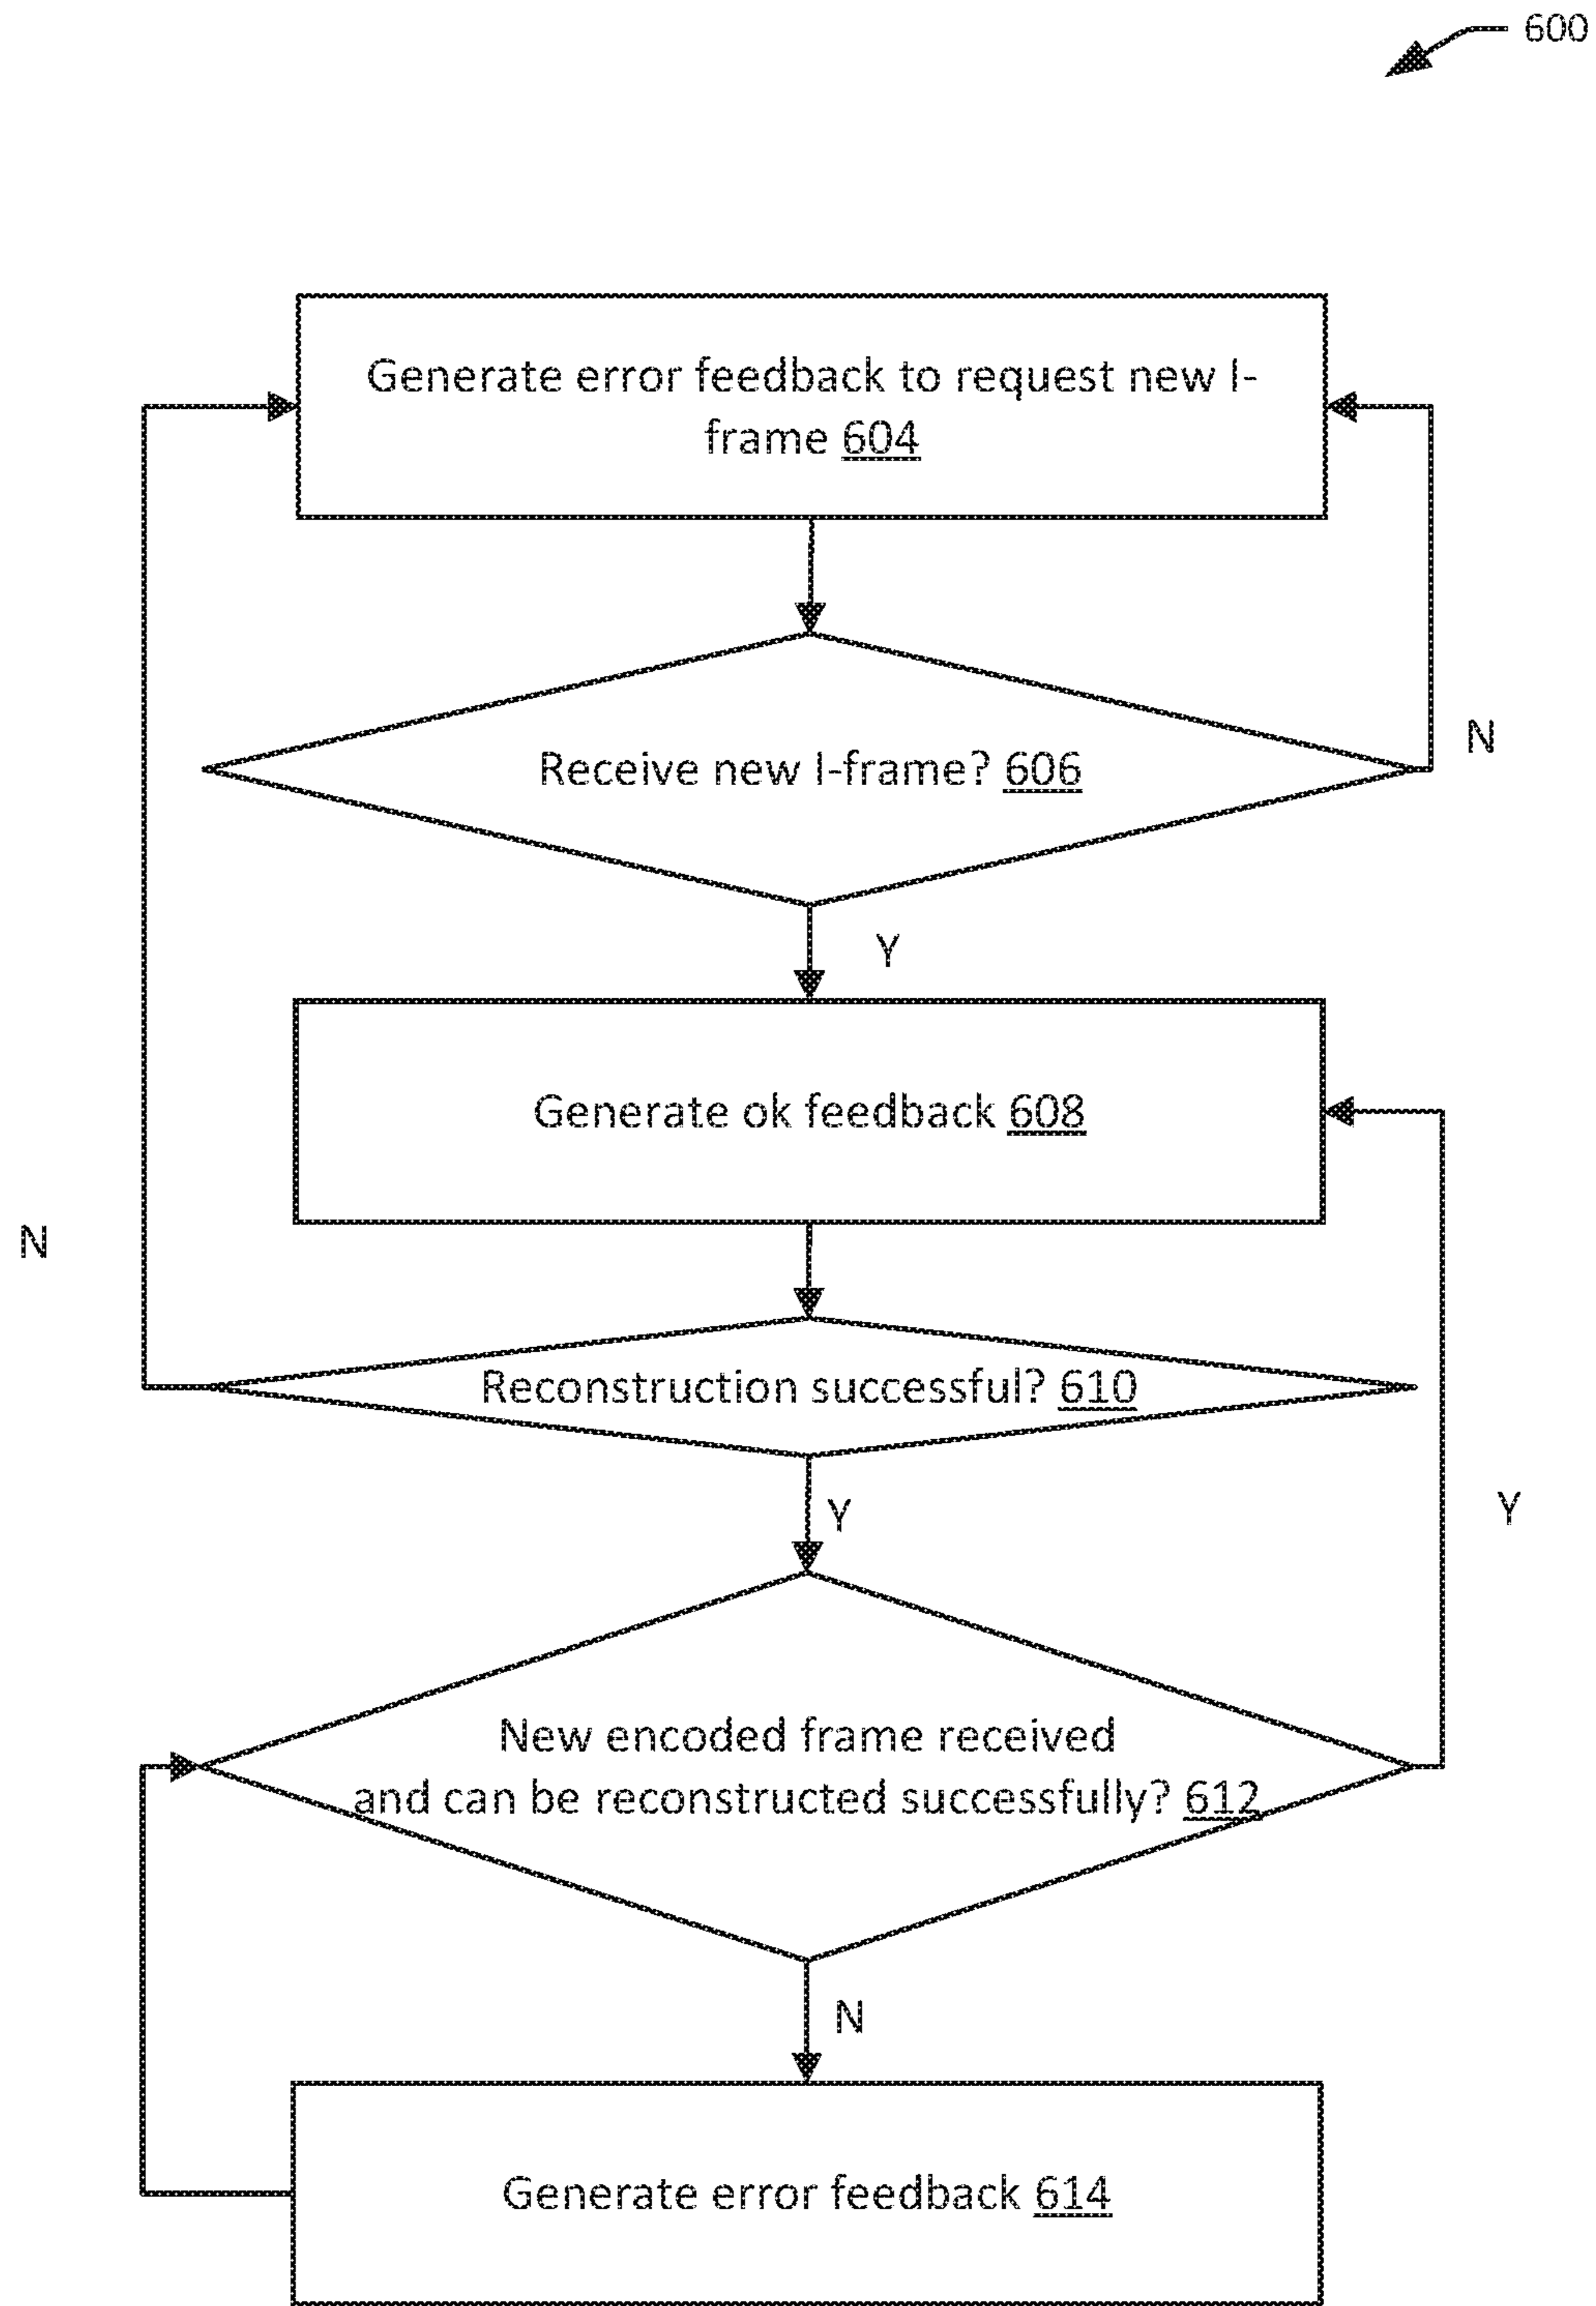 600
Generate error feedback to request new I-
frame 604
Receive new I-frame? 606
N
Y
Generate ok feedback 608
N
Reconstruction successful? 610
Y
Y
New encoded frame received
and can be reconstructed successfully? 612
N
Generate error feedback 614